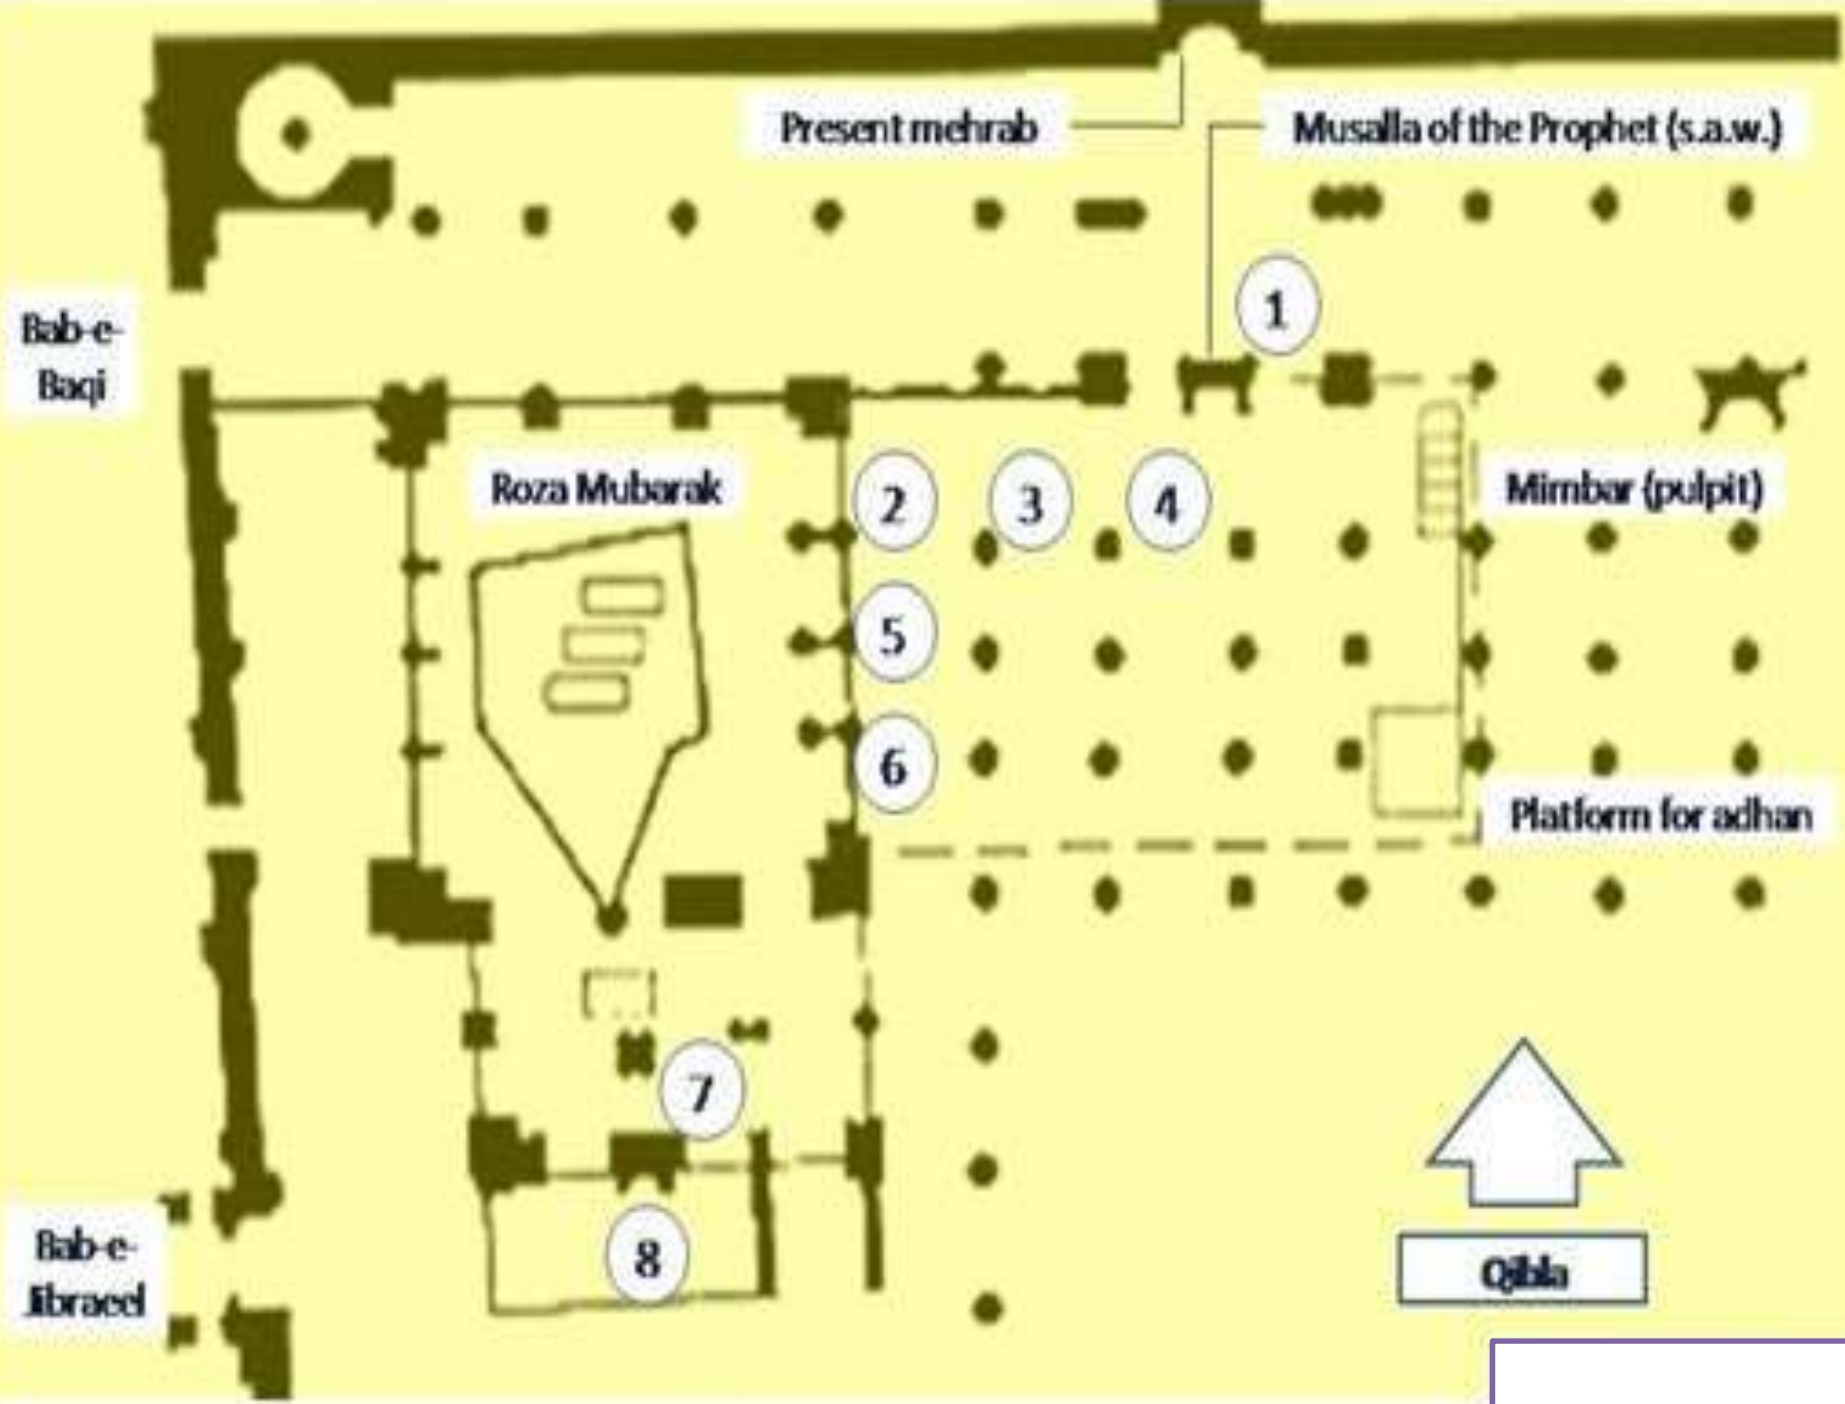 Present mehrab
Musalla of the Prophet (s.a.w.)
1
Bab-e-
Baqi
Roza Mubarak
2
3
4
Mimbar (pulpit)
5
6
Platform for adhan
7
8
Bab-e-
Jibraeel
Qibla